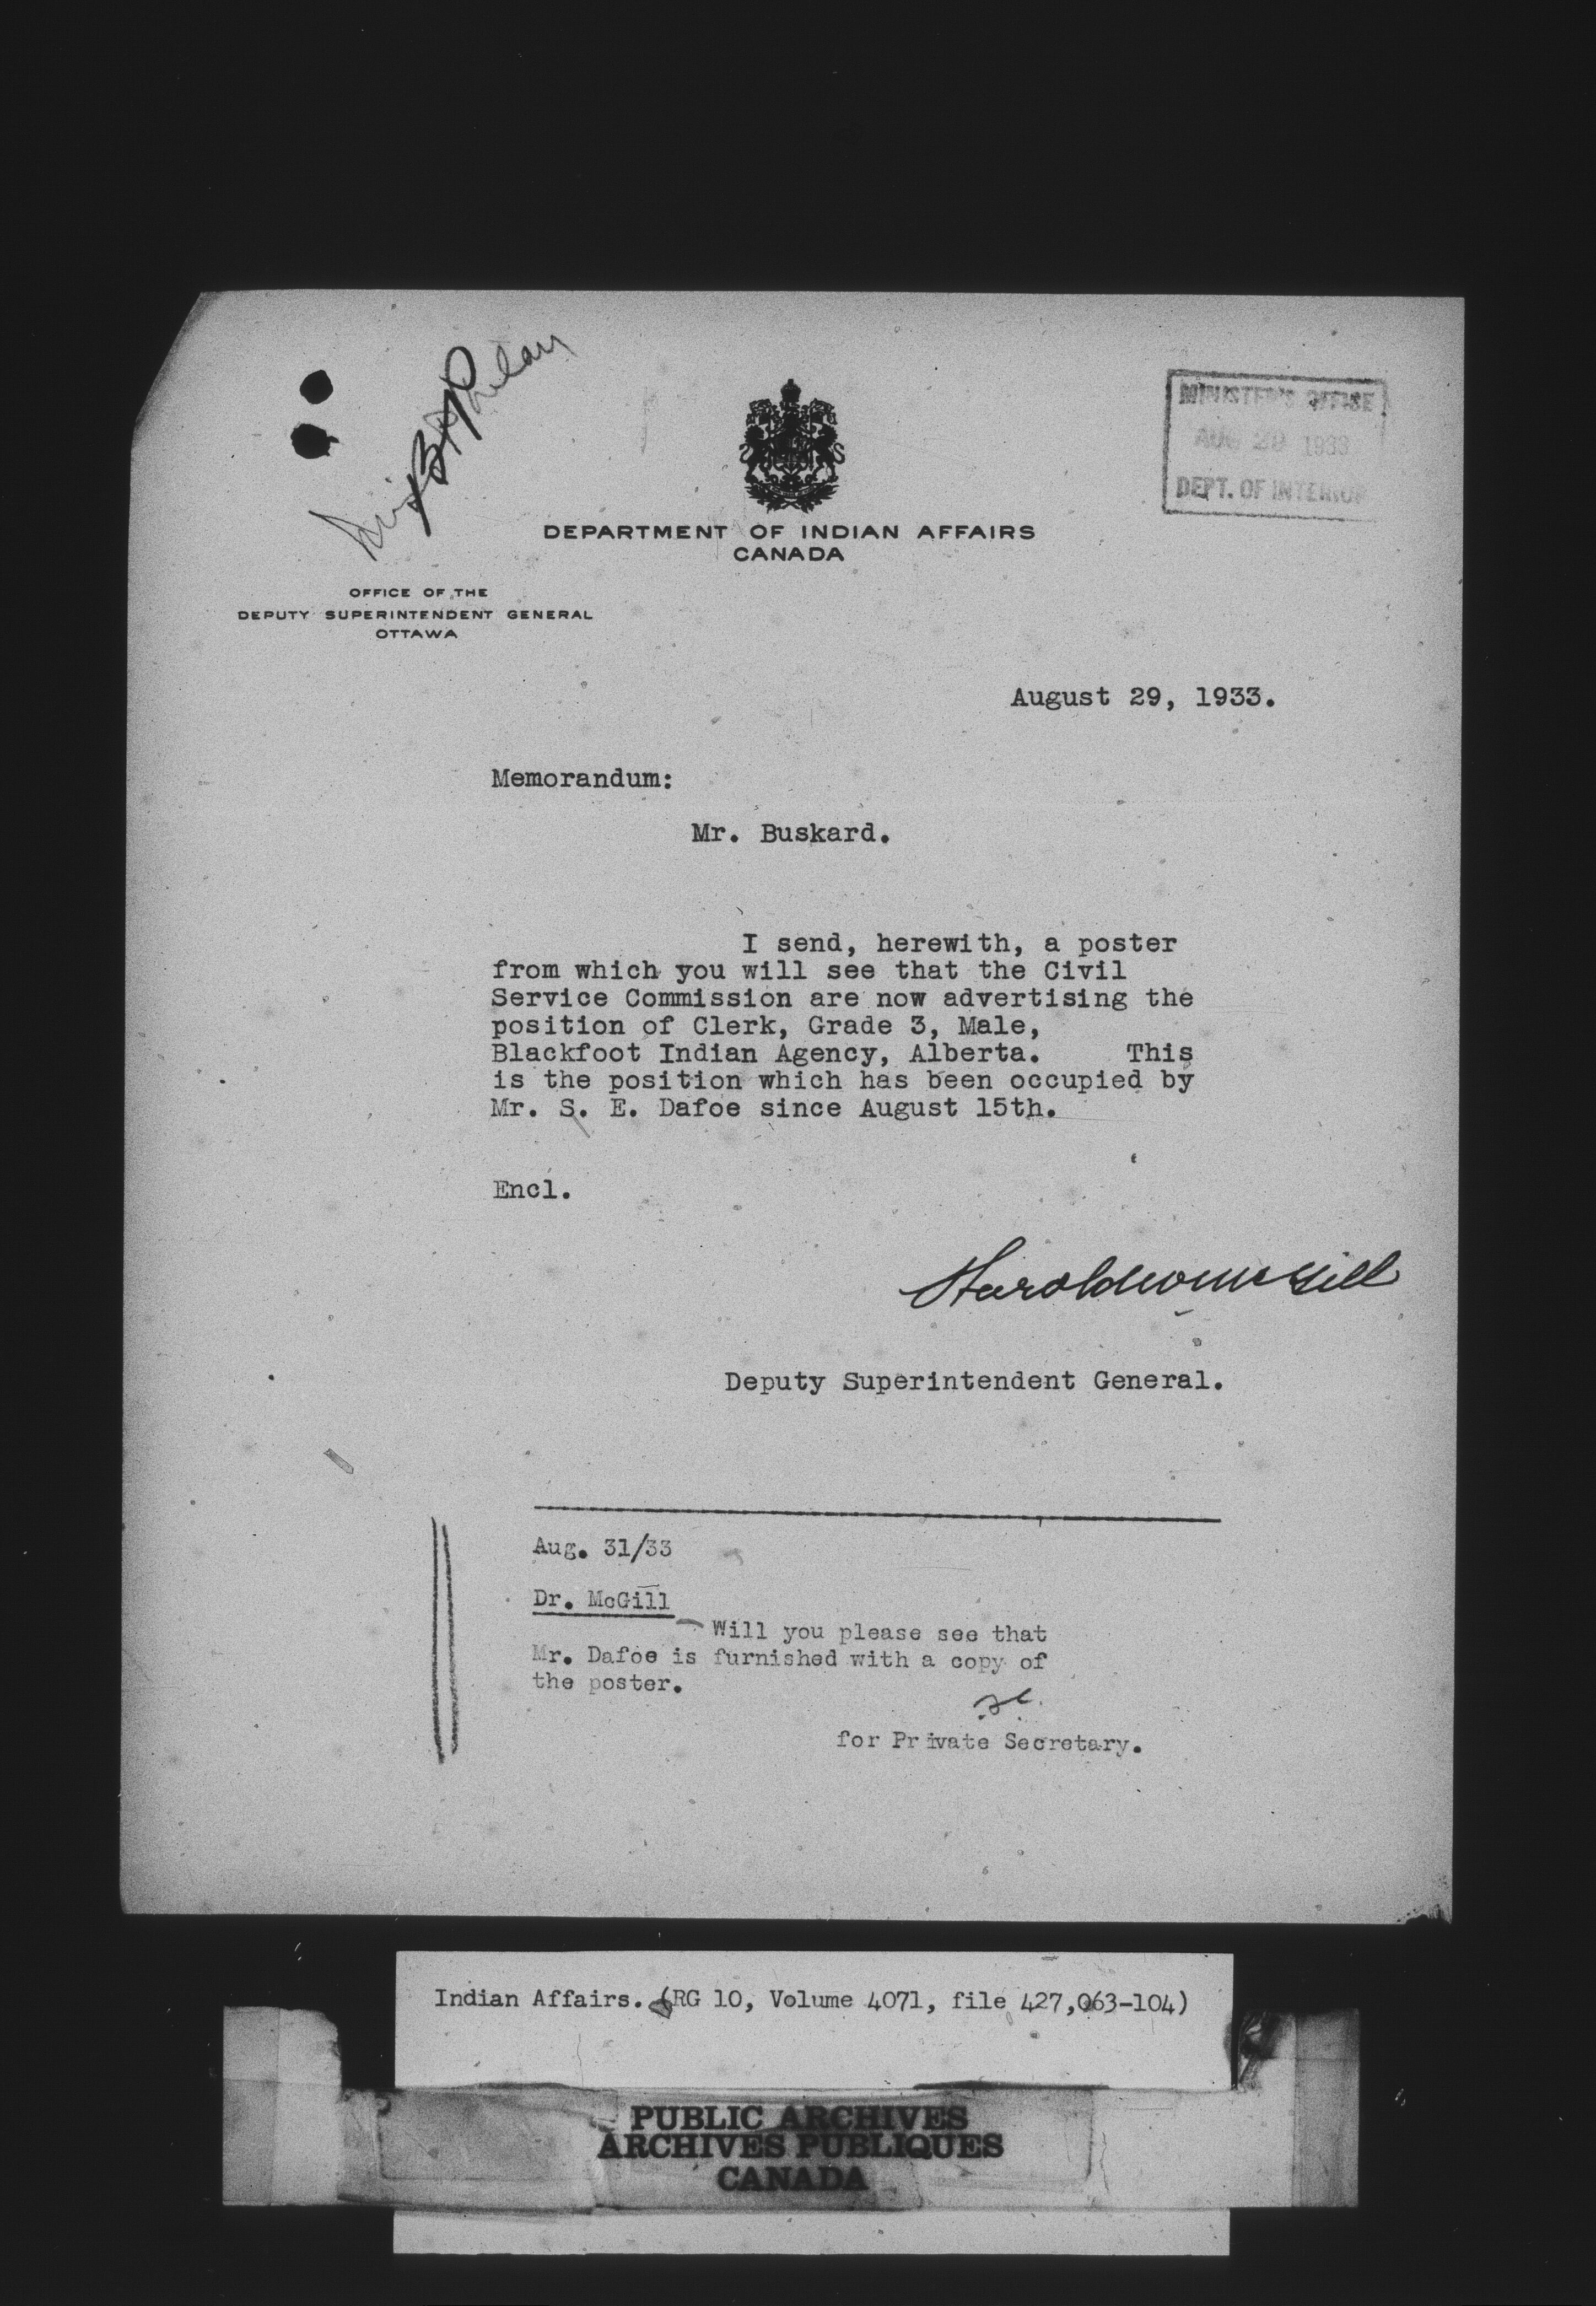 MINISTER'S OFFICE
AUG 29 1933
DEPT. OF INTERIOR
DEPARTMENT OF INDIAN AFFAIRS
CANADA
OFFICE OF THE
DEPUTY SUPERINTENDENT GENERAL
OTTAWA
August 29, 1933.
Memorandum:
Mr. Buskard.
I send, herewith, a poster
from which you will see that the Civil
Service Commission are now advertising the
position of Clerk, Grade 3, Male,
Blackfoot Indian Agency, Alberta. This
is the position which has been occupied by
Mr. S. E. Dafoe since August 15th.
Encl.
Harold W McGill
Deputy Superintendent General.
Aug. 31/33
Dr. McGill
Will you please see that
Mr. Dafoe is furnished with a copy of
the poster.
for Private Secretary.
Indian Affairs. (RG 10, Volume 4071, file 427,063-104)
PUBLIC ARCHIVES
ARCHIVES PUBLIQUES
CANADA